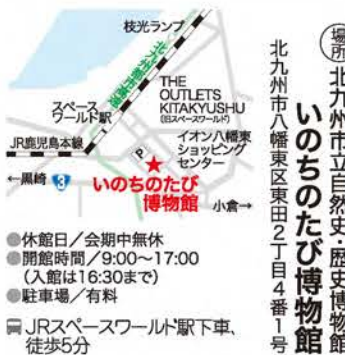 場所 北九州市立自然史・歴史博物館
いのちのたび博物館
北九州市八幡東区東田2丁目4番1号
枝光ランプ
北九州都市高速
THE
OUTLETS
KITAKYUSHU
(旧スペースワールド)
スペース
ワールド駅
イオン八幡東
ショッピング
センター
JR鹿児島本線
P
←黒崎
3
いのちのたび
博物館
小倉→
●休館日／会期中無休
●開館時間／9:00〜17:00
(入館は16:30まで)
●駐車場／有料
JRスペースワールド駅下車、
徒歩5分